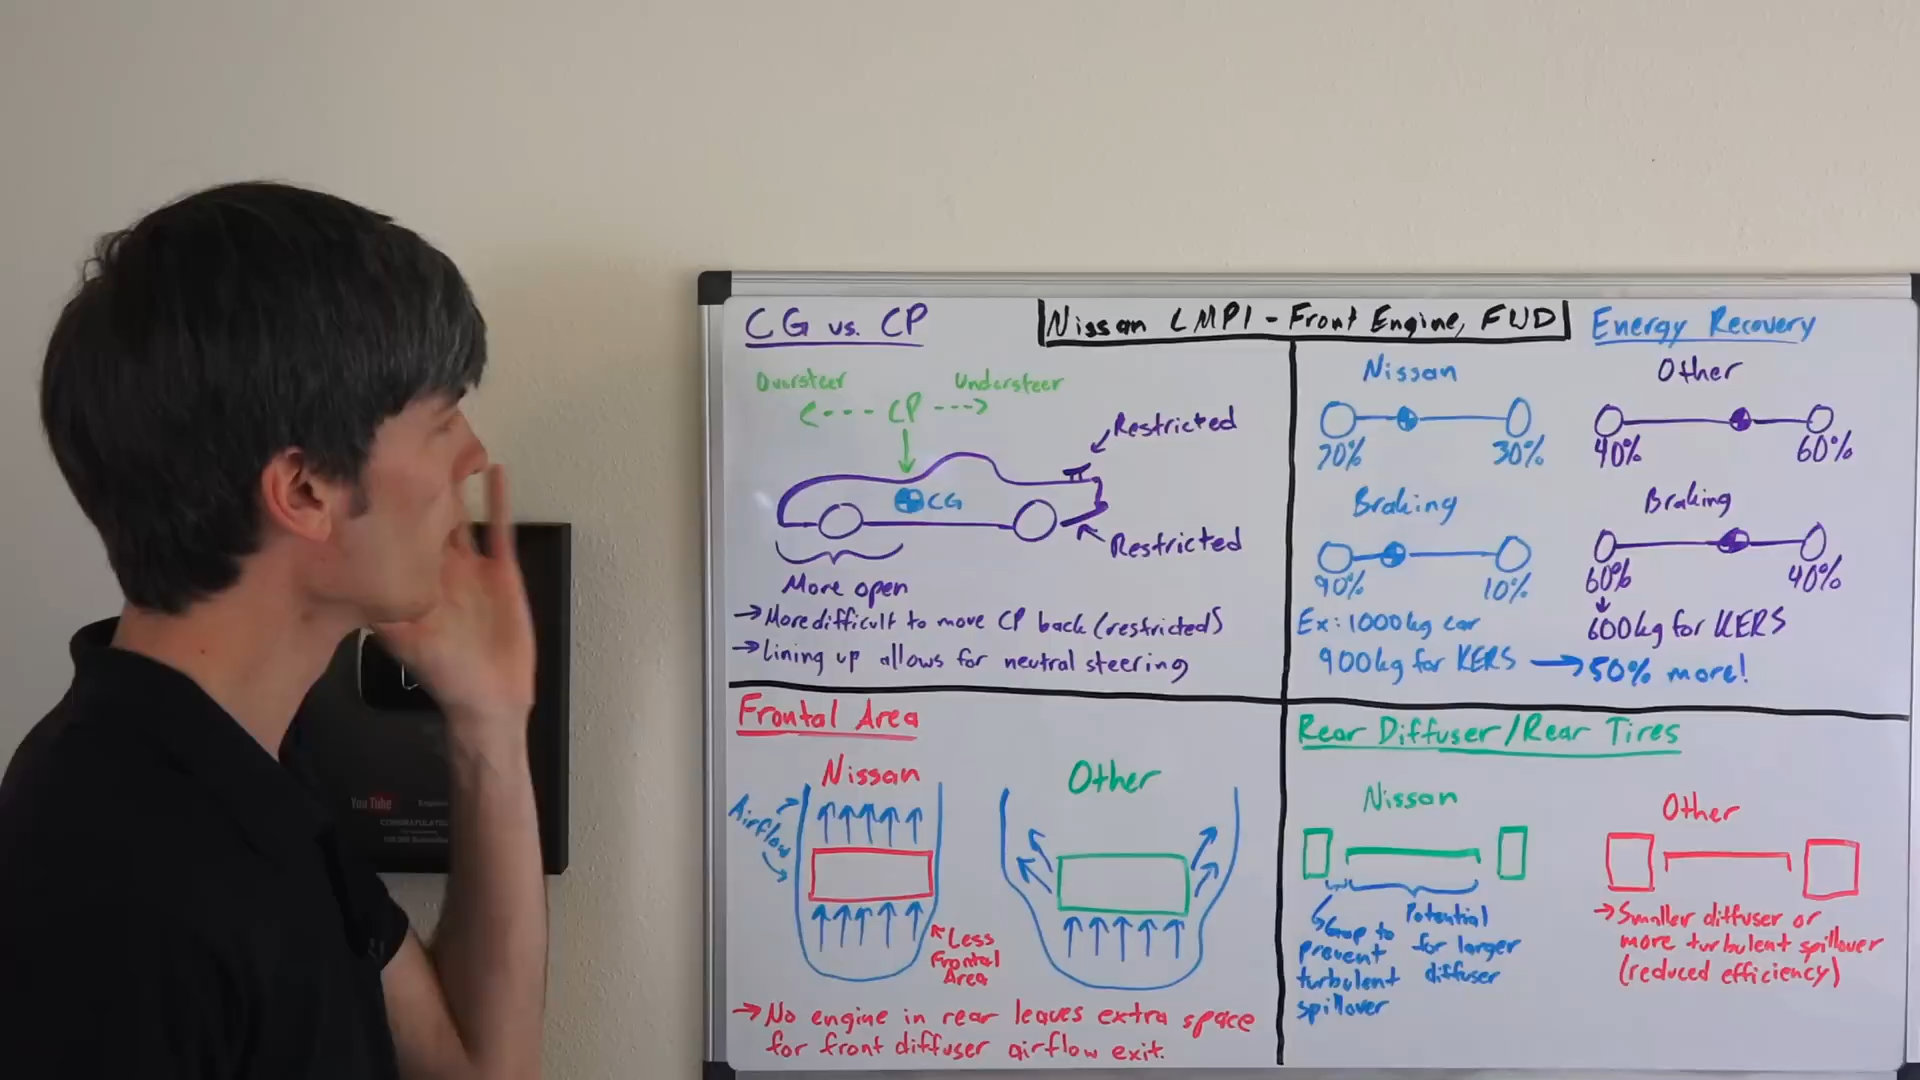 Nissan LMP1 - Front Engine, FWD
CG vs. CP
Oversteer
Understeer
<--- CP --->
Restricted
CG
Restricted
More open
→ More difficult to move CP back (restricted)
→ Lining up allows for neutral steering
Energy Recovery
Nissan
Other
70%
30%
40%
60%
Braking
Braking
90%
10%
60%
40%
Ex: 1000kg car
600kg for KERS
900kg for KERS → 50% more!
Frontal Area
Nissan
Other
Airflow
Less
Frontal
Area
→ No engine in rear leaves extra space
for front diffuser airflow exit.
Rear Diffuser/Rear Tires
Nissan
Other
Gap to
prevent
turbulent
spillover
Potential
for larger
diffuser
→ Smaller diffuser or
more turbulent spillover
(reduced efficiency)
YouTube